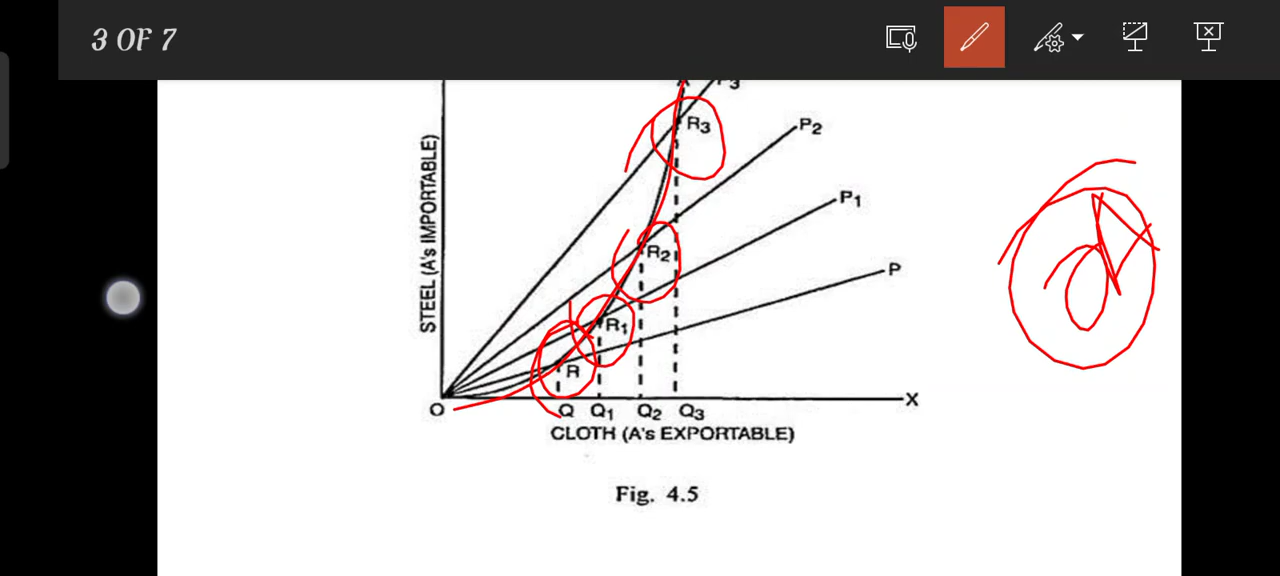 3 OF 7
P3
R3
P2
STEEL (A's IMPORTABLE)
P1
R2
P
R1
R
O
Q Q1 Q2 Q3
X
CLOTH (A's EXPORTABLE)
Fig. 4.5